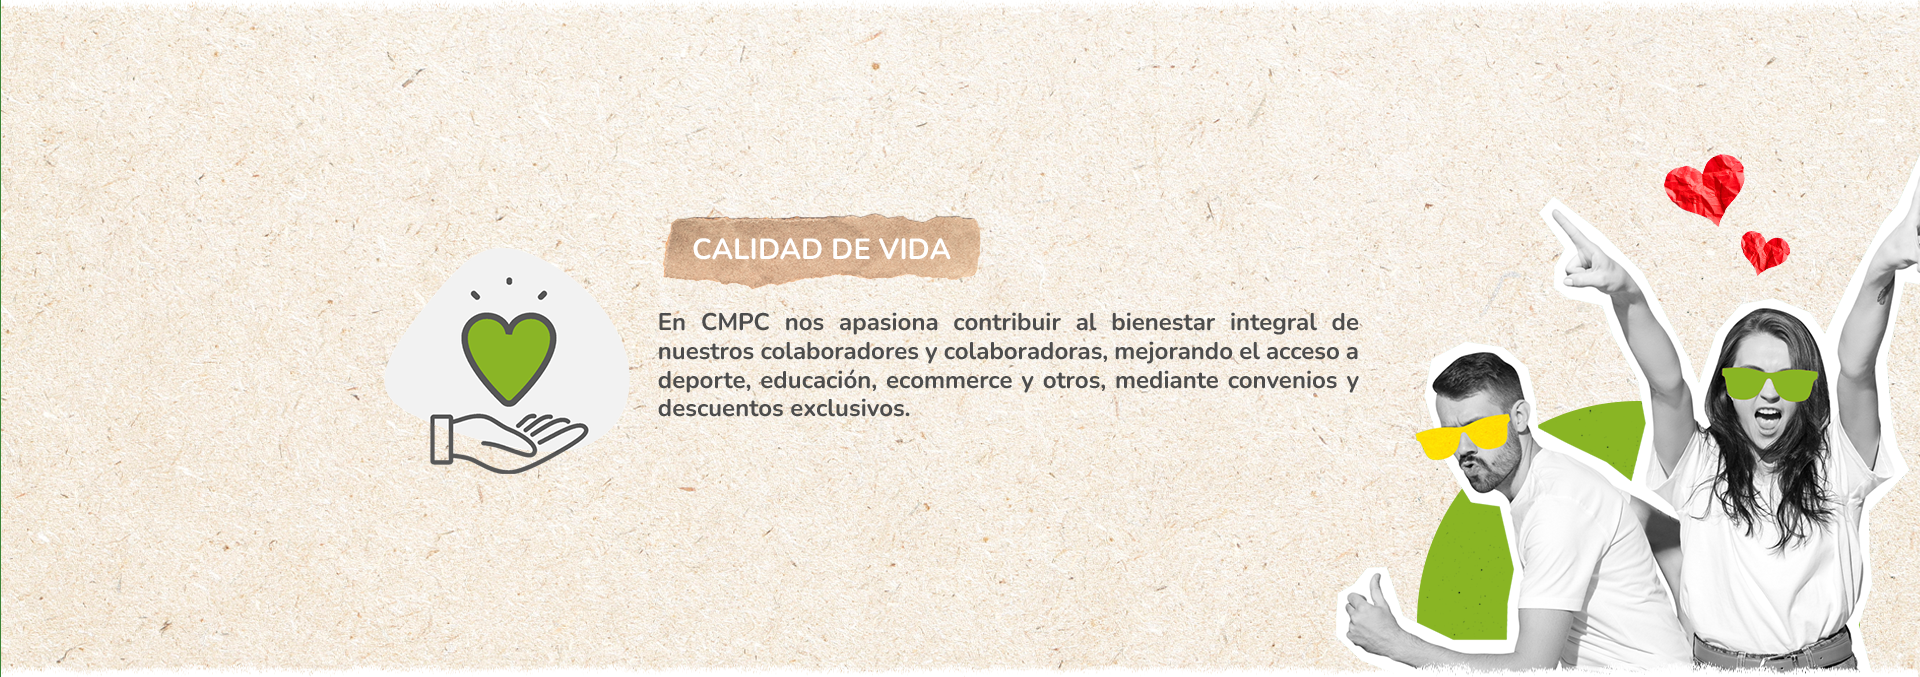 CALIDAD DE VIDA
En CMPC nos apasiona contribuir al bienestar integral de
nuestros colaboradores y colaboradoras, mejorando el acceso a
deporte, educación, ecommerce y otros, mediante convenios y
descuentos exclusivos.